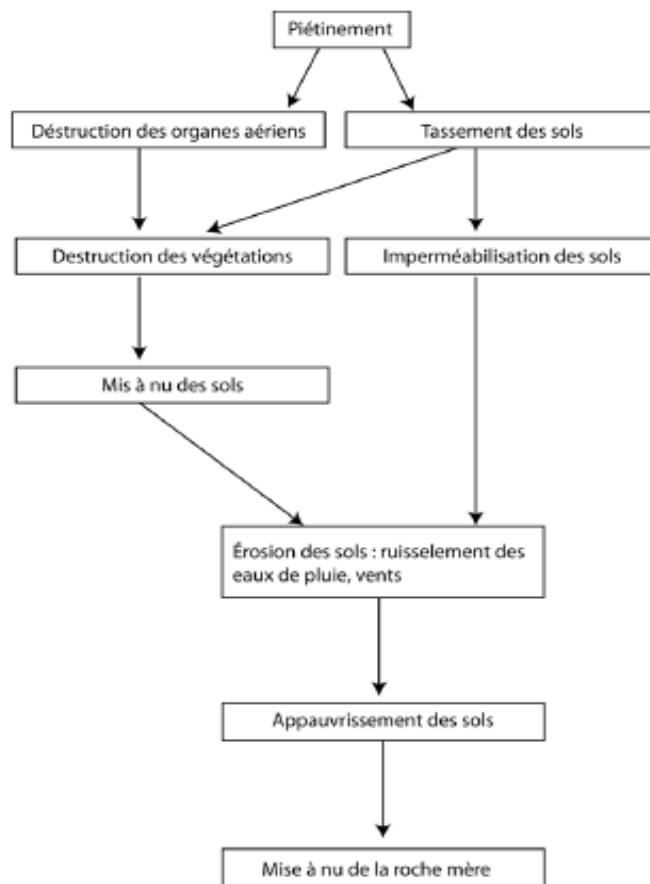 Piétinement
Déstruction des organes aériens
Tassement des sols
Destruction des végétations
Imperméabilisation des sols
Mis à nu des sols
Érosion des sols : ruisselement des
eaux de pluie, vents
Appauvrissement des sols
Mise à nu de la roche mère